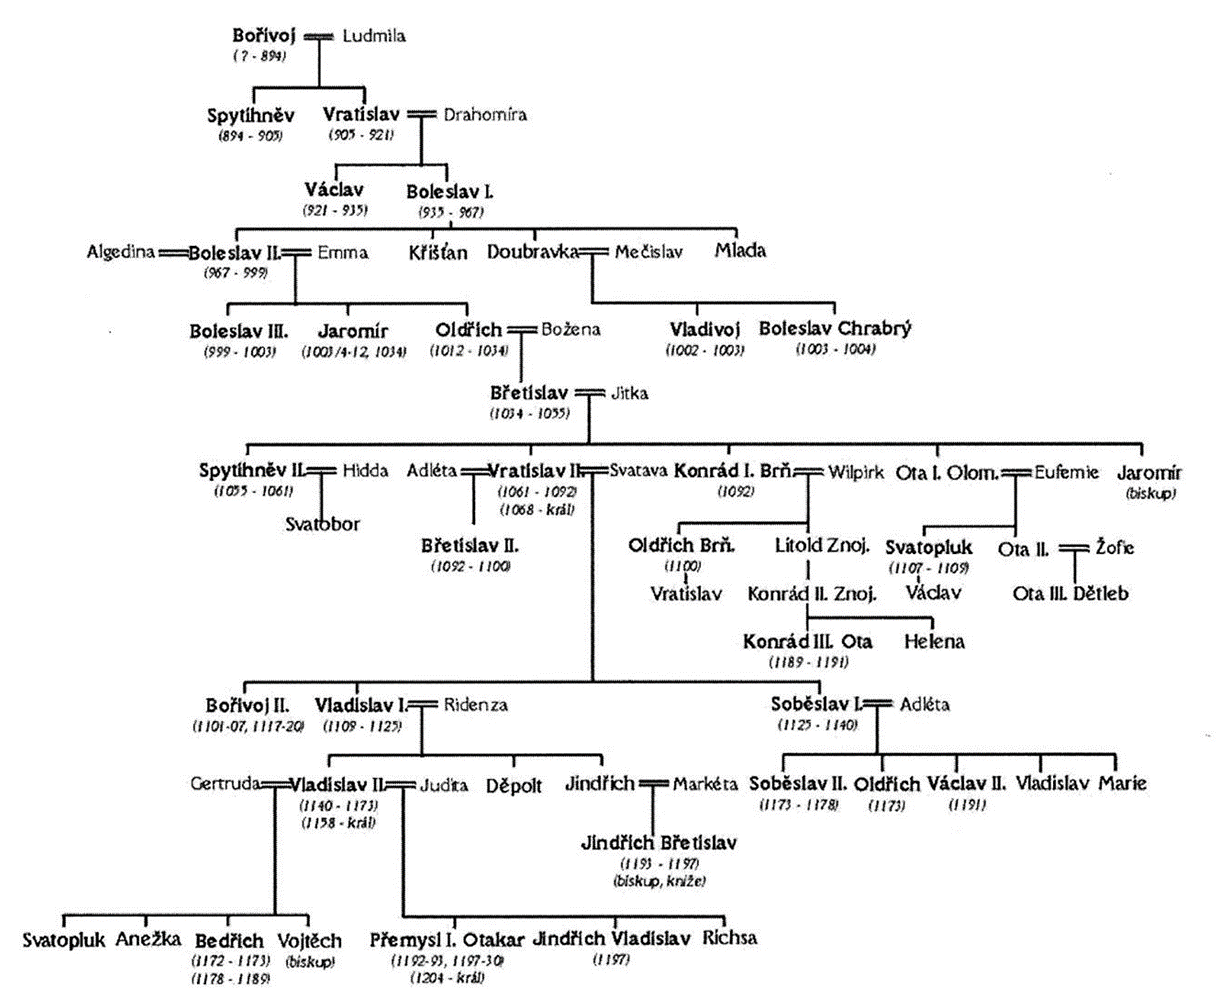 Bořivoj Ludmila
(? - 894)
Spytihněv Vratislav Drahomíra
(894 - 905) (905 - 921)
Václav Boleslav I.
(921 - 935) (935 - 967)
Algedina Boleslav II. Emma Křišťan Doubravka Mečislav Mlada
(967 - 999)
Boleslav III. Jaromír Oldřich Božena Vladivoj Boleslav Chrabrý
(999 - 1003) (1003/4-12, 1034) (1012 - 1034) (1002 - 1003) (1003 - 1004)
Břetislav Jitka
(1034 - 1055)
Spytihněv II. Hidda Adléta Vratislav II. Svatava Konrád I. Brň. Wilpirk Ota I. Olom. Eufemie Jaromír
(1055 - 1061) (1061 - 1092) (1092) (biskup)
(1068 - král)
Svatobor
Břetislav II. Oldřich Brň. Litold Znoj. Svatopluk Ota II. Žofie
(1092 - 1100) (1100) (1107 - 1109)
Vratislav Konrád II. Znoj. Václav Ota III. Dětleb
Konrád III. Ota Helena
(1189 - 1191)
Bořivoj II. Vladislav I. Ridenza Soběslav I. Adléta
(1101-07, 1117-20) (1109 - 1125) (1125 - 1140)
Gertruda Vladislav II. Judita Děpolt Jindřich Markéta Soběslav II. Oldřich Václav II. Vladislav Marie
(1140 - 1173) (1173 - 1178) (1173) (1191)
(1158 - král)
Jindřich Břetislav
(1193 - 1197)
(biskup, kníže)
Svatopluk Anežka Bedřich Vojtěch Přemysl I. Otakar Jindřich Vladislav Richsa
(1172 - 1173) (biskup) (1192-93, 1197-30) (1197)
(1178 - 1189) (1204 - král)